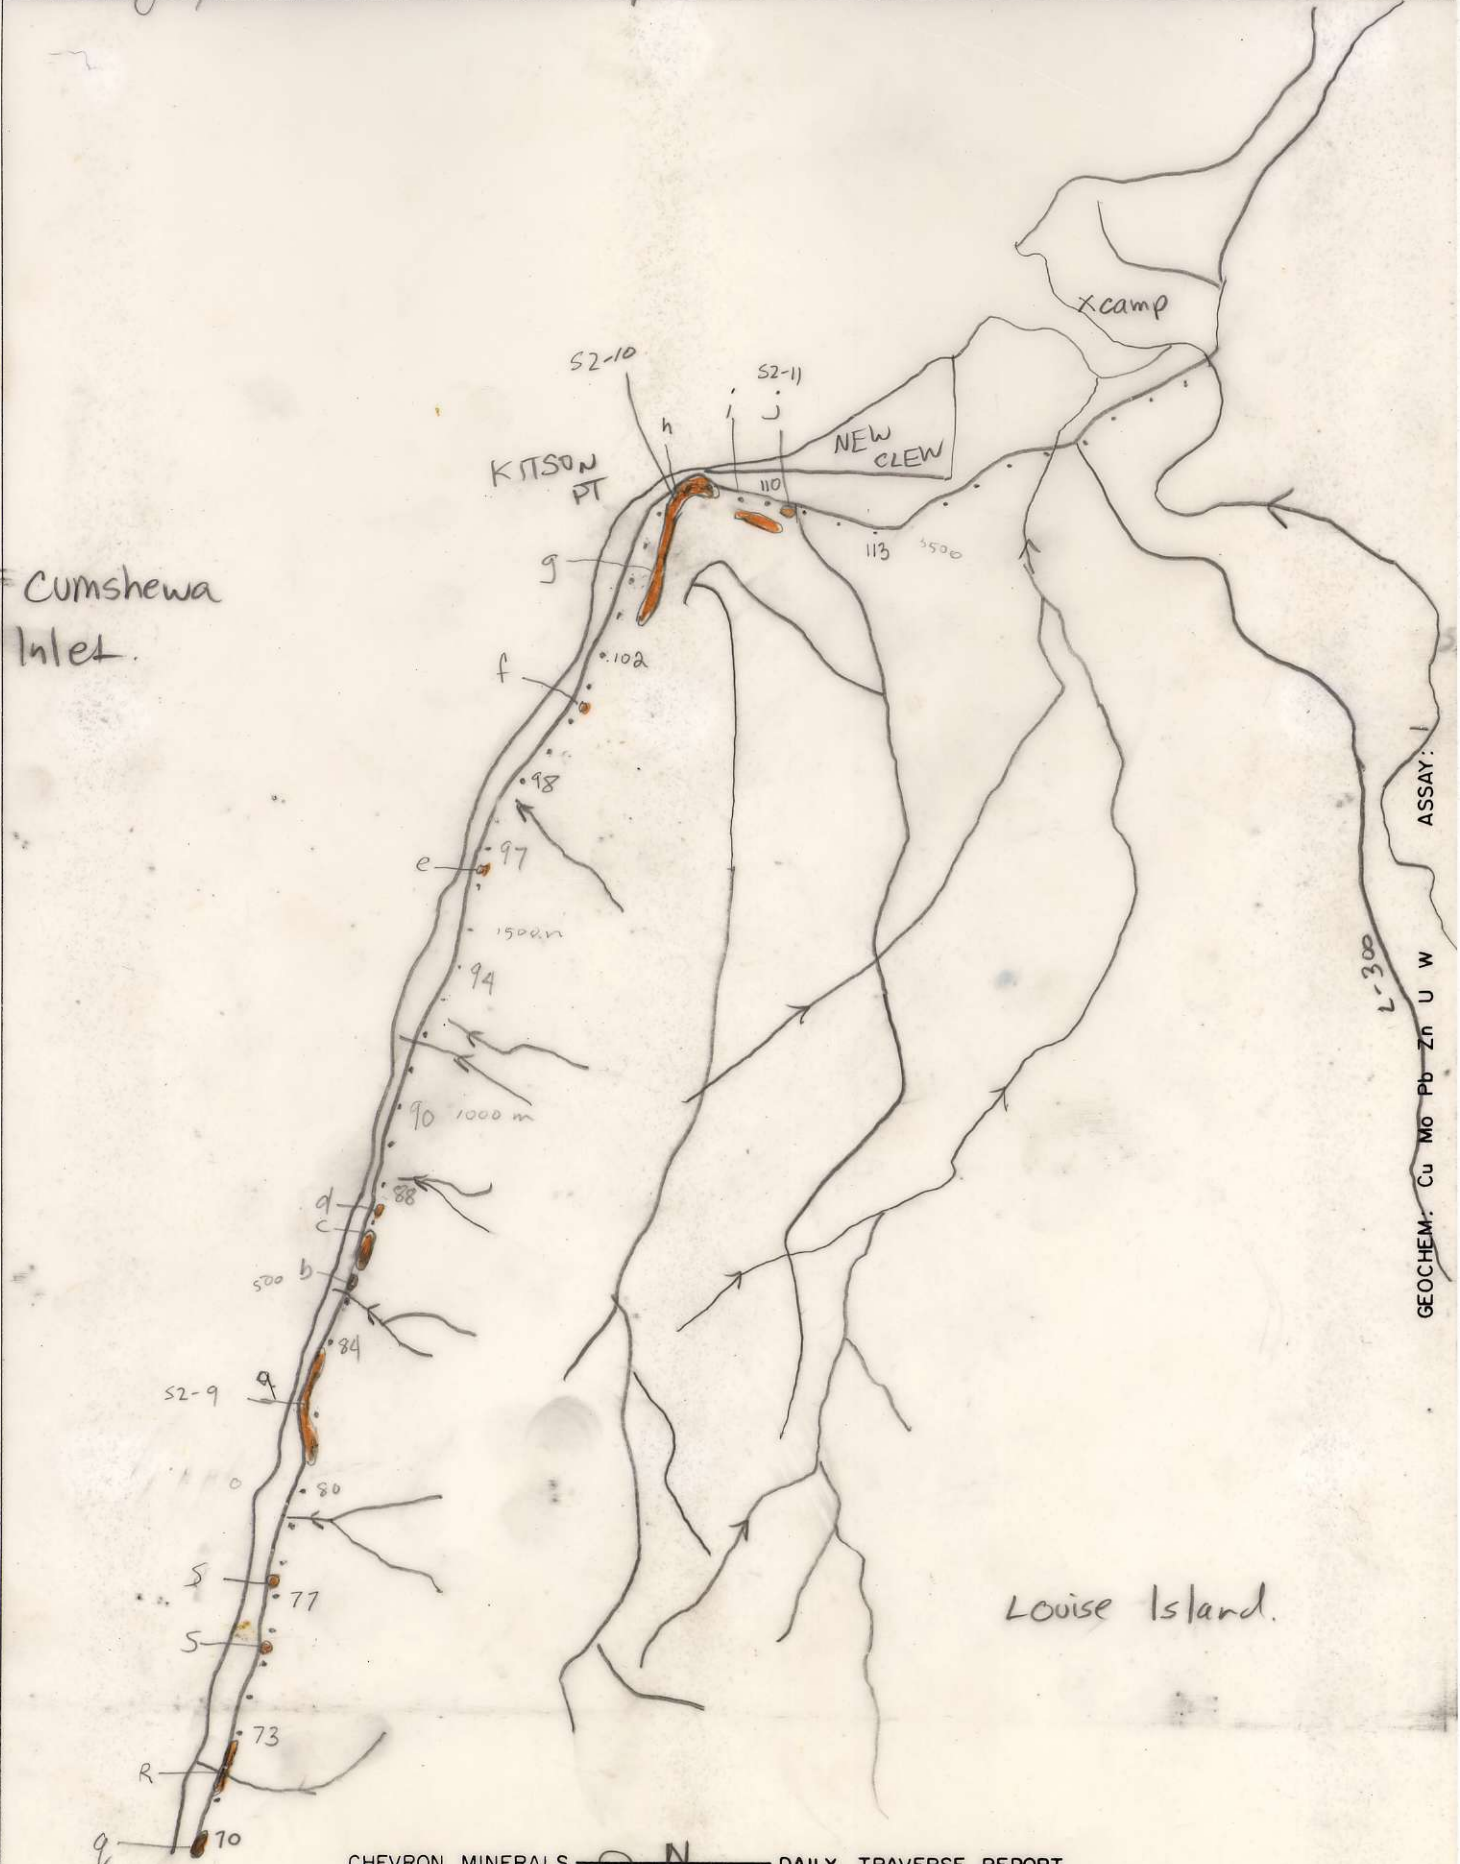 S2-10
S2-11
i
j
h
NEW
CLEW
KITSON
PT
110
X camp
g
113
1500
Cumshewa
Inlet.
102
f
98
97
e
1500m
94
90
1000 m
88
d
c
b
500
84
S2-9
a
0
80
S
77
S
73
R
q
70
Louise Island.
L-300
GEOCHEM: Cu Mo Pb Zn U W ASSAY:
CHEVRON MINERALS
N
DAILY TRAVERSE REPORT